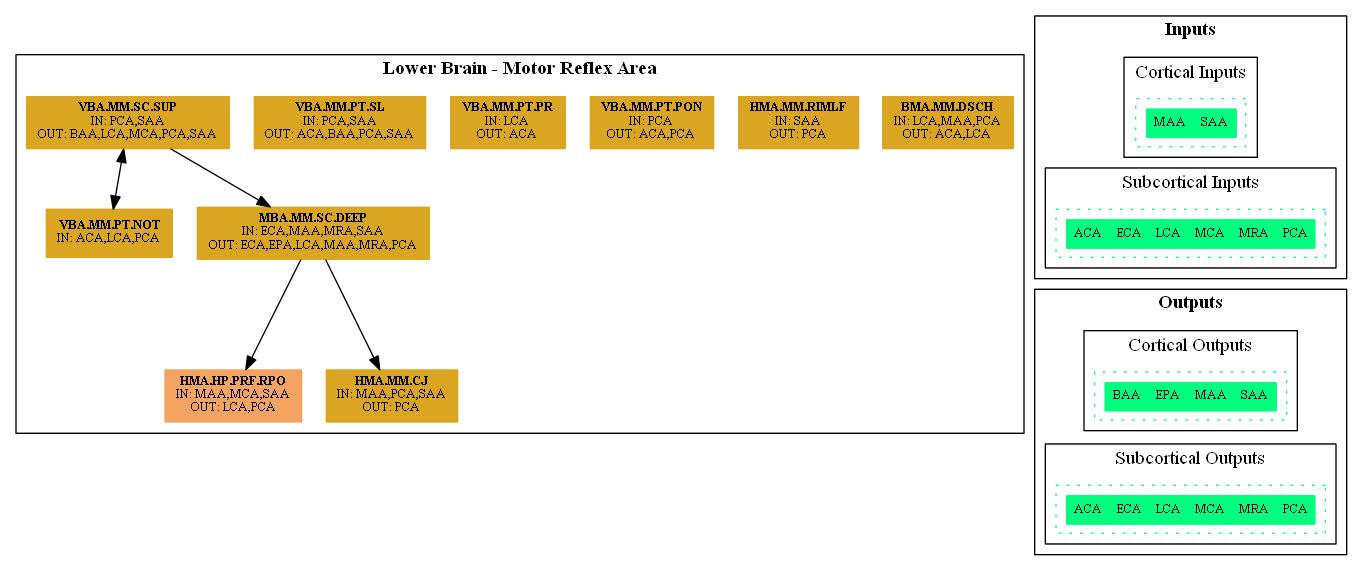 Lower Brain - Motor Reflex Area
VBA.MM.SC.SUP
IN: PCA,SAA
OUT: BAA,LCA,MCA,PCA,SAA
VBA.MM.PT.SL
IN: PCA,SAA
OUT: ACA,BAA,PCA,SAA
VBA.MM.PT.PR
IN: LCA
OUT: ACA
VBA.MM.PT.PON
IN: PCA
OUT: ACA,PCA
HMA.MM.RIMLF
IN: SAA
OUT: PCA
BMA.MM.DSCH
IN: LCA,MAA,PCA
OUT: ACA,LCA
VBA.MM.PT.NOT
IN: ACA,LCA,PCA
MBA.MM.SC.DEEP
IN: ECA,MAA,MRA,SAA
OUT: ECA,EPA,LCA,MAA,MRA,PCA
HMA.HP.PRF.RPO
IN: MAA,MCA,SAA
OUT: LCA,PCA
HMA.MM.CJ
IN: MAA,PCA,SAA
OUT: PCA
Inputs
Cortical Inputs
MAA SAA
Subcortical Inputs
ACA ECA LCA MCA MRA PCA
Outputs
Cortical Outputs
BAA EPA MAA SAA
Subcortical Outputs
ACA ECA LCA MCA MRA PCA